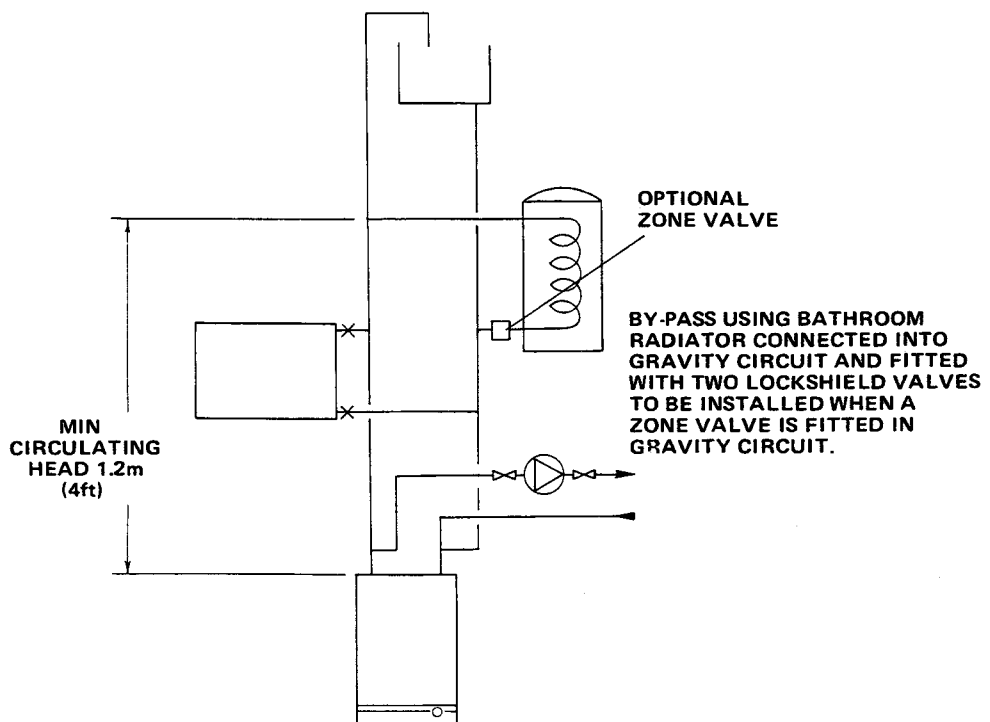 OPTIONAL
ZONE VALVE
BY-PASS USING BATHROOM
RADIATOR CONNECTED INTO
GRAVITY CIRCUIT AND FITTED
WITH TWO LOCKSHIELD VALVES
TO BE INSTALLED WHEN A
ZONE VALVE IS FITTED IN
GRAVITY CIRCUIT.
MIN
CIRCULATING
HEAD 1.2m
(4ft)